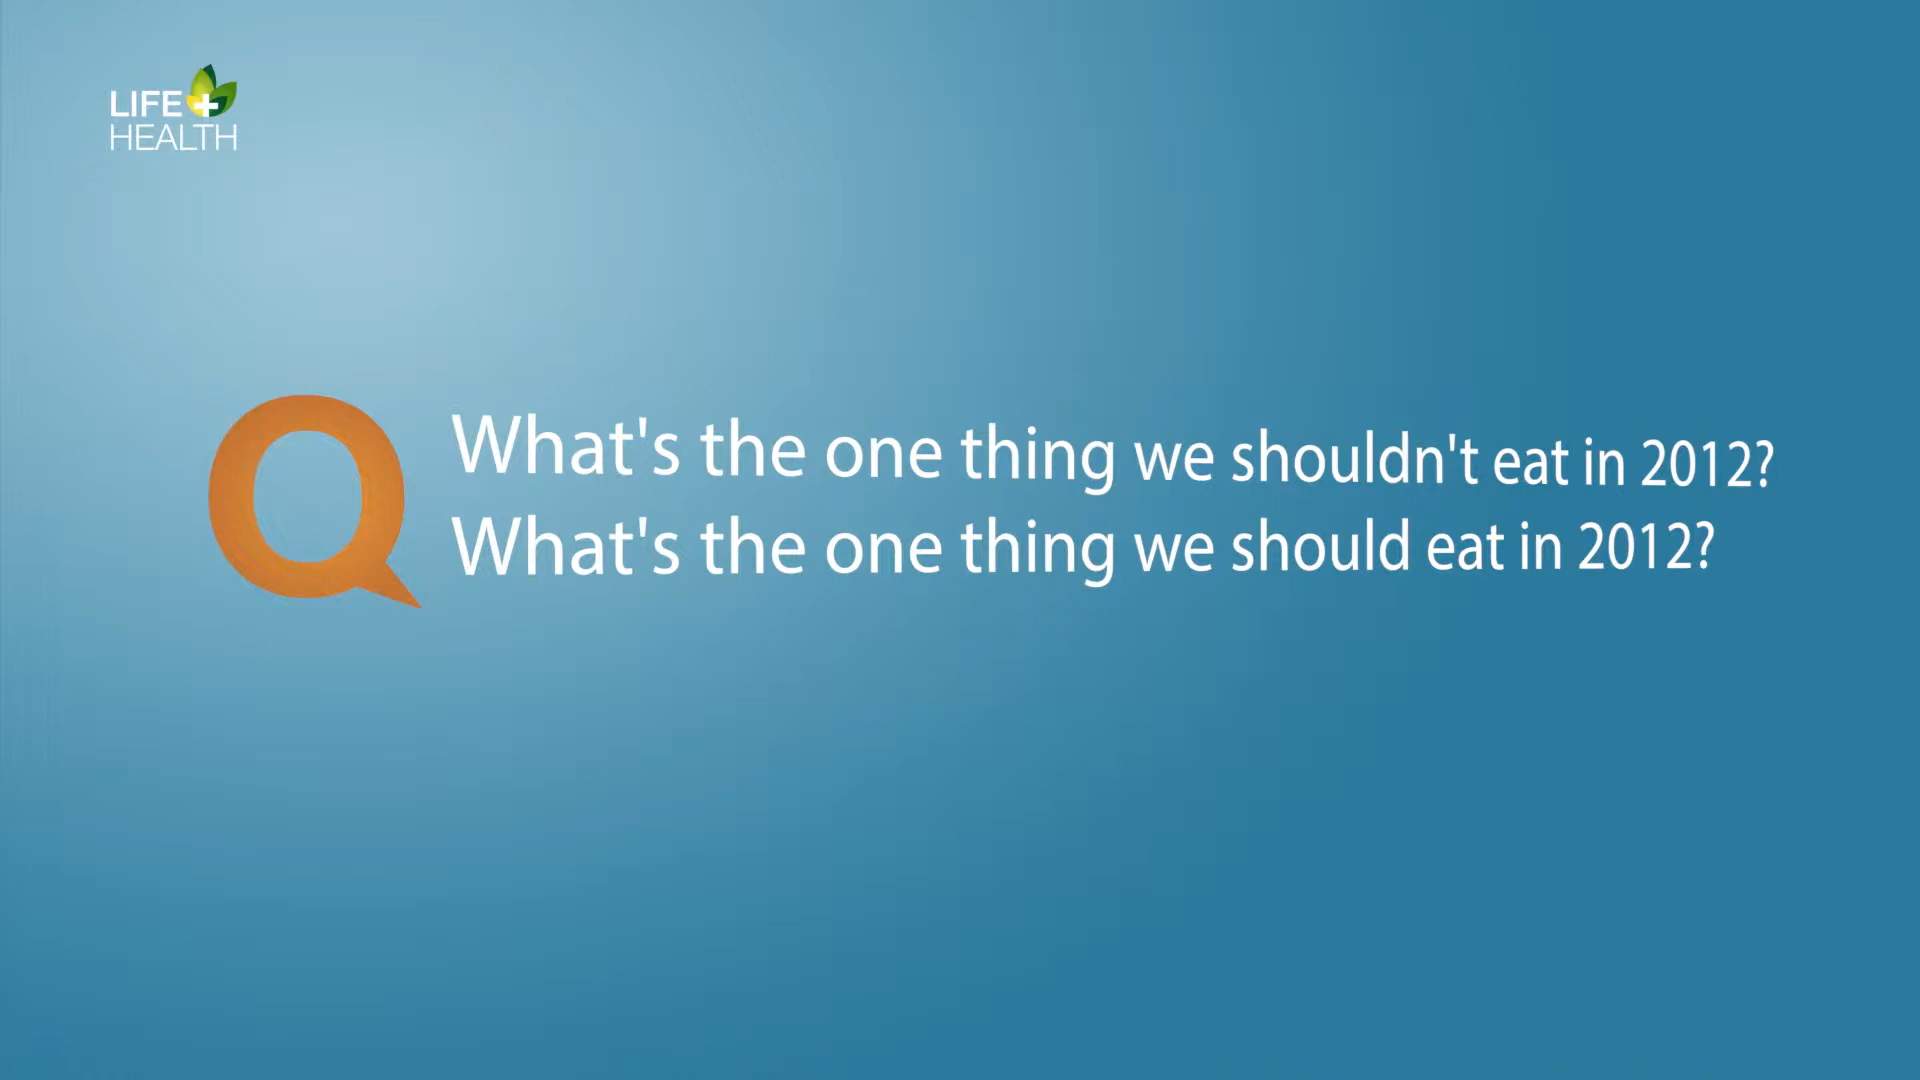 LIFE+
HEALTH
Q
What's the one thing we shouldn't eat in 2012?
What's the one thing we should eat in 2012?